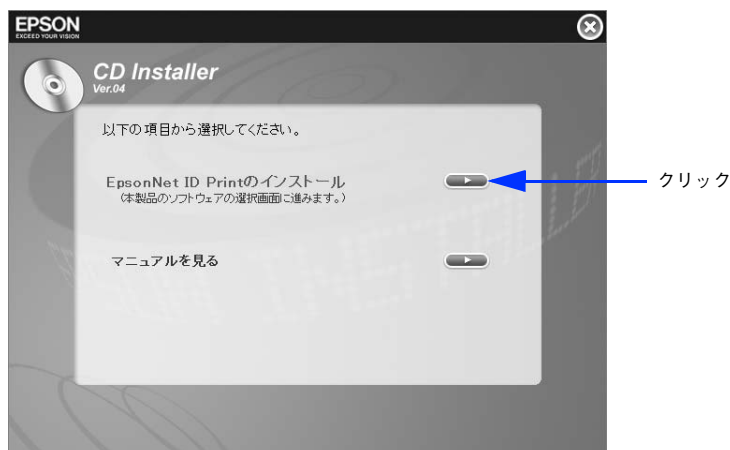 EPSON
EXCEED YOUR VISION
CD Installer
Ver.04
以下の項目から選択してください。
EpsonNet ID Printのインストール
(本製品のソフトウェアの選択画面に進みます。)
クリック
マニュアルを見る